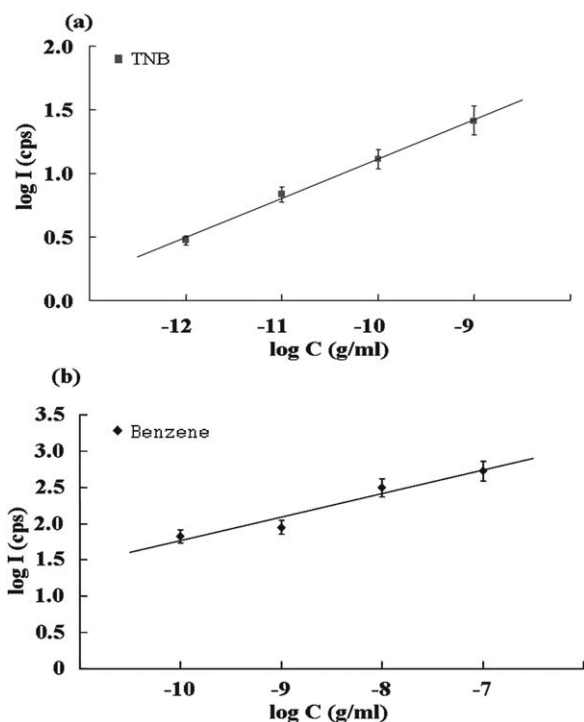 (a)
2.0
TNB
1.5
1.0
0.5
0.0
log I (cps)
-12 -11 -10 -9
log C (g/ml)
(b)
3.5
Benzene
3.0
2.5
2.0
1.5
1.0
0.5
0
log I (cps)
-10 -9 -8 -7
log C (g/ml)